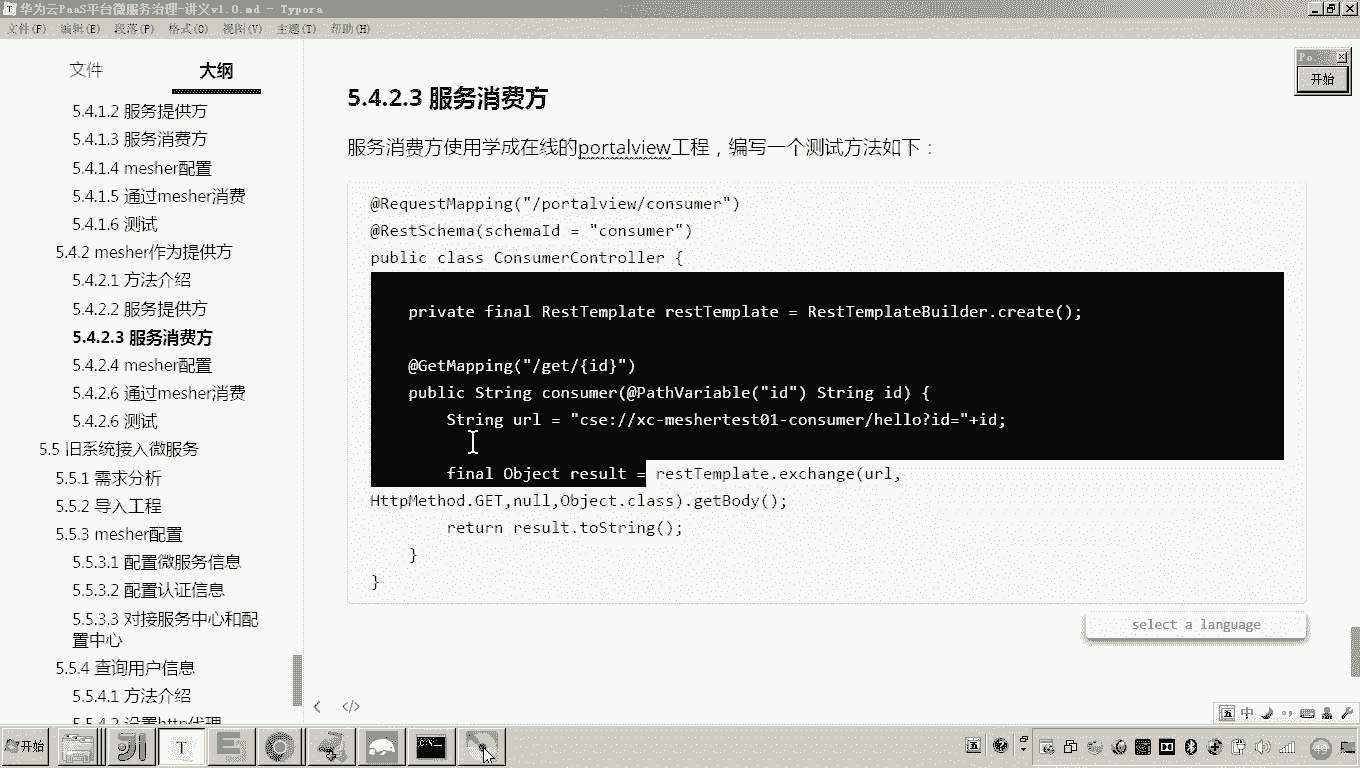 华为云PaaS平台微服务治理-讲义v1.0.md - Typora
文件(F) 编辑(E) 段落(P) 格式(O) 视图(V) 主题(T) 帮助(H)
文件 大纲
5.4.1.2 服务提供方
5.4.1.3 服务消费方
5.4.1.4 mesher配置
5.4.1.5 通过mesher消费
5.4.1.6 测试
5.4.2 mesher作为提供方
5.4.2.1 方法介绍
5.4.2.2 服务提供方
5.4.2.3 服务消费方
5.4.2.4 mesher配置
5.4.2.6 通过mesher消费
5.4.2.6 测试
5.5 旧系统接入微服务
5.5.1 需求分析
5.5.2 导入工程
5.5.3 mesher配置
5.5.3.1 配置微服务信息
5.5.3.2 配置认证信息
5.5.3.3 对接服务中心和配
置中心
5.5.4 查询用户信息
5.5.4.1 方法介绍
5.5.4.2 设置http代理
5.4.2.3 服务消费方
服务消费方使用学成在线的portalview工程，编写一个测试方法如下：
@RequestMapping("/portalview/consumer")
@RestSchema(schemaId = "consumer")
public class ConsumerController {
private final RestTemplate restTemplate = RestTemplateBuilder.create();
@GetMapping("/get/{id}")
public String consumer(@PathVariable("id") String id) {
String url = "cse://xc-meshertest01-consumer/hello?id="+id;
final Object result = restTemplate.exchange(url,
HttpMethod.GET,null,Object.class).getBody();
return result.toString();
}
}
select a language
Po.
开始
开始
五 中
五
49